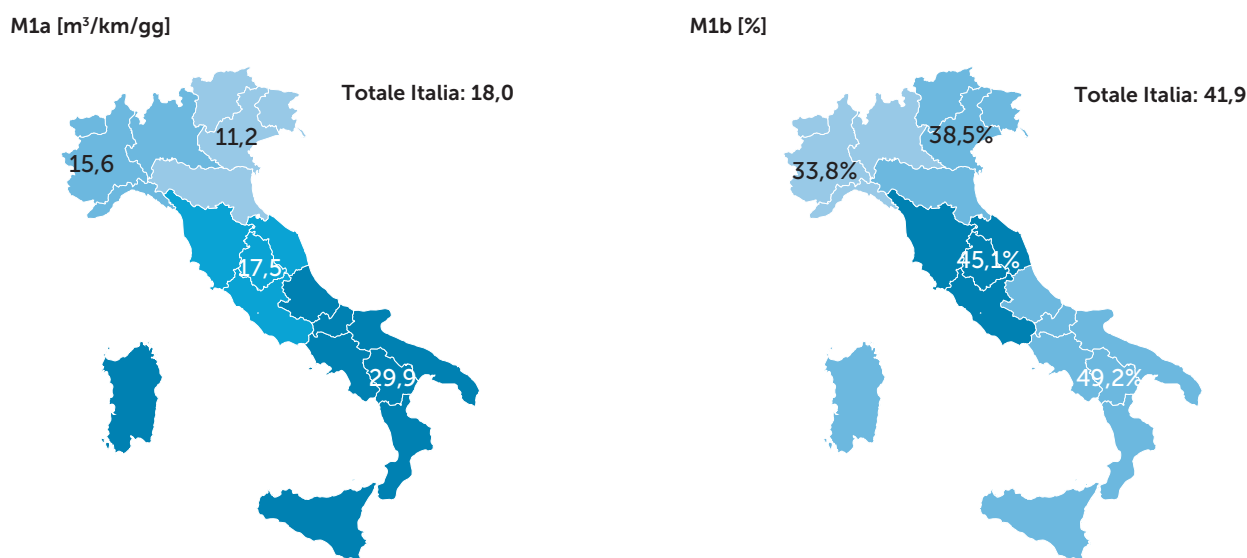 M1a [m³/km/gg]
Totale Italia: 18,0
11,2
15,6
17,5
29,9
M1b [%]
Totale Italia: 41,9
38,5%
33,8%
45,1%
49,2%